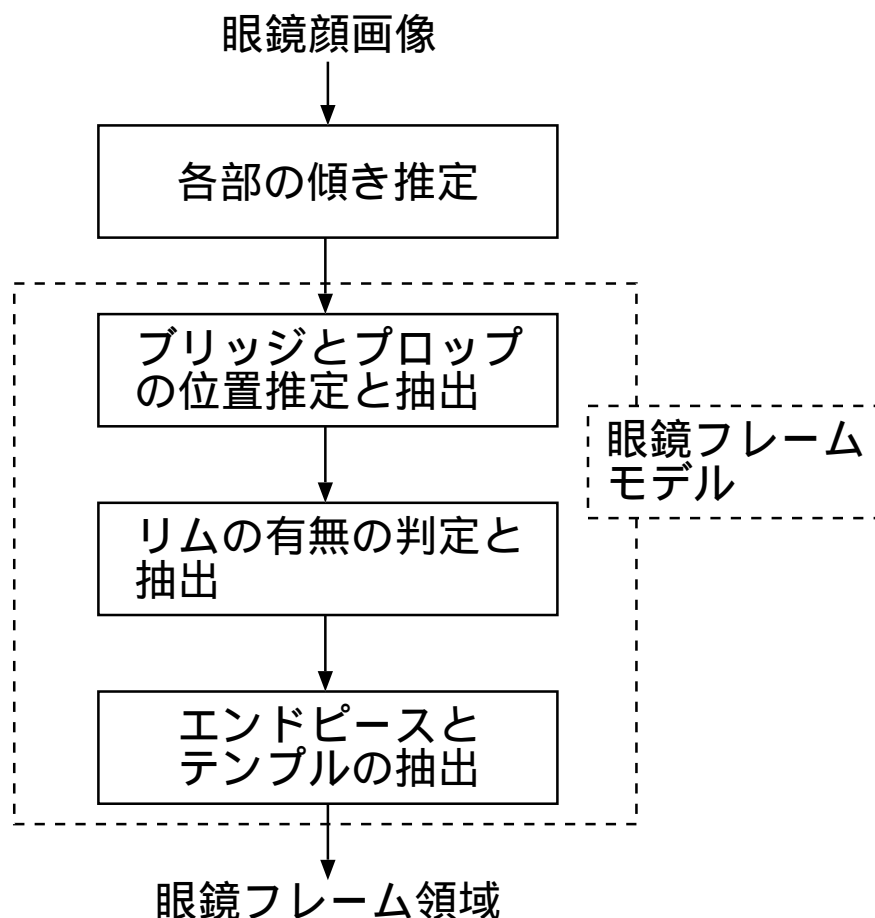 眼鏡顔画像
各部の傾き推定
ブリッジとプロップ
の位置推定と抽出
眼鏡フレーム
モデル
リムの有無の判定と
抽出
エンドピースと
テンプルの抽出
眼鏡フレーム領域